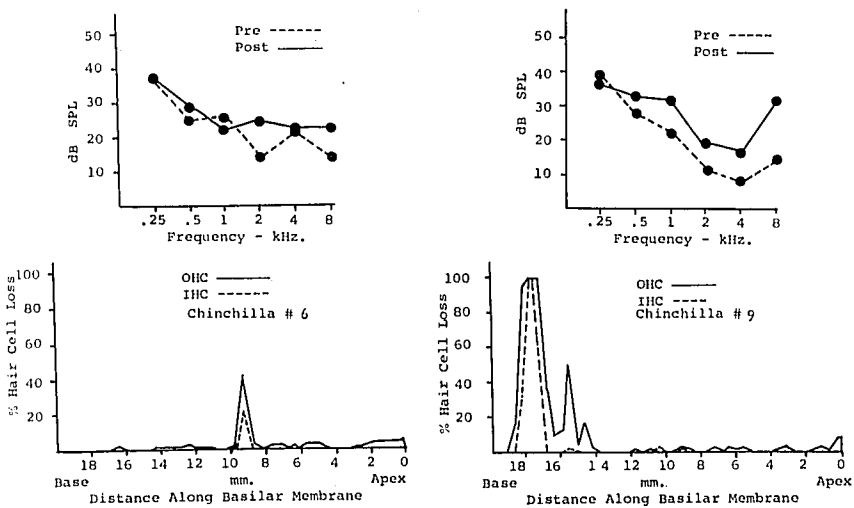 Pre
Post
50
40
30
20
10
dB SPL
.25 .5 1 2 4 8
Frequency - kHz.
Pre
Post
50
40
30
20
10
dB SPL
.25 .5 1 2 4 8
Frequency - kHz.
100
80
60
40
20
% Hair Cell Loss
OHC
IHC
Chinchilla # 6
18 16 14 12 10 8 6 4 2 0
Base mm. Apex
Distance Along Basilar Membrane
100
80
60
40
20
% Hair Cell Loss
OHC
IHC
Chinchilla # 9
18 16 14 12 10 8 6 4 2 0
Base mm. Apex
Distance Along Basilar Membrane